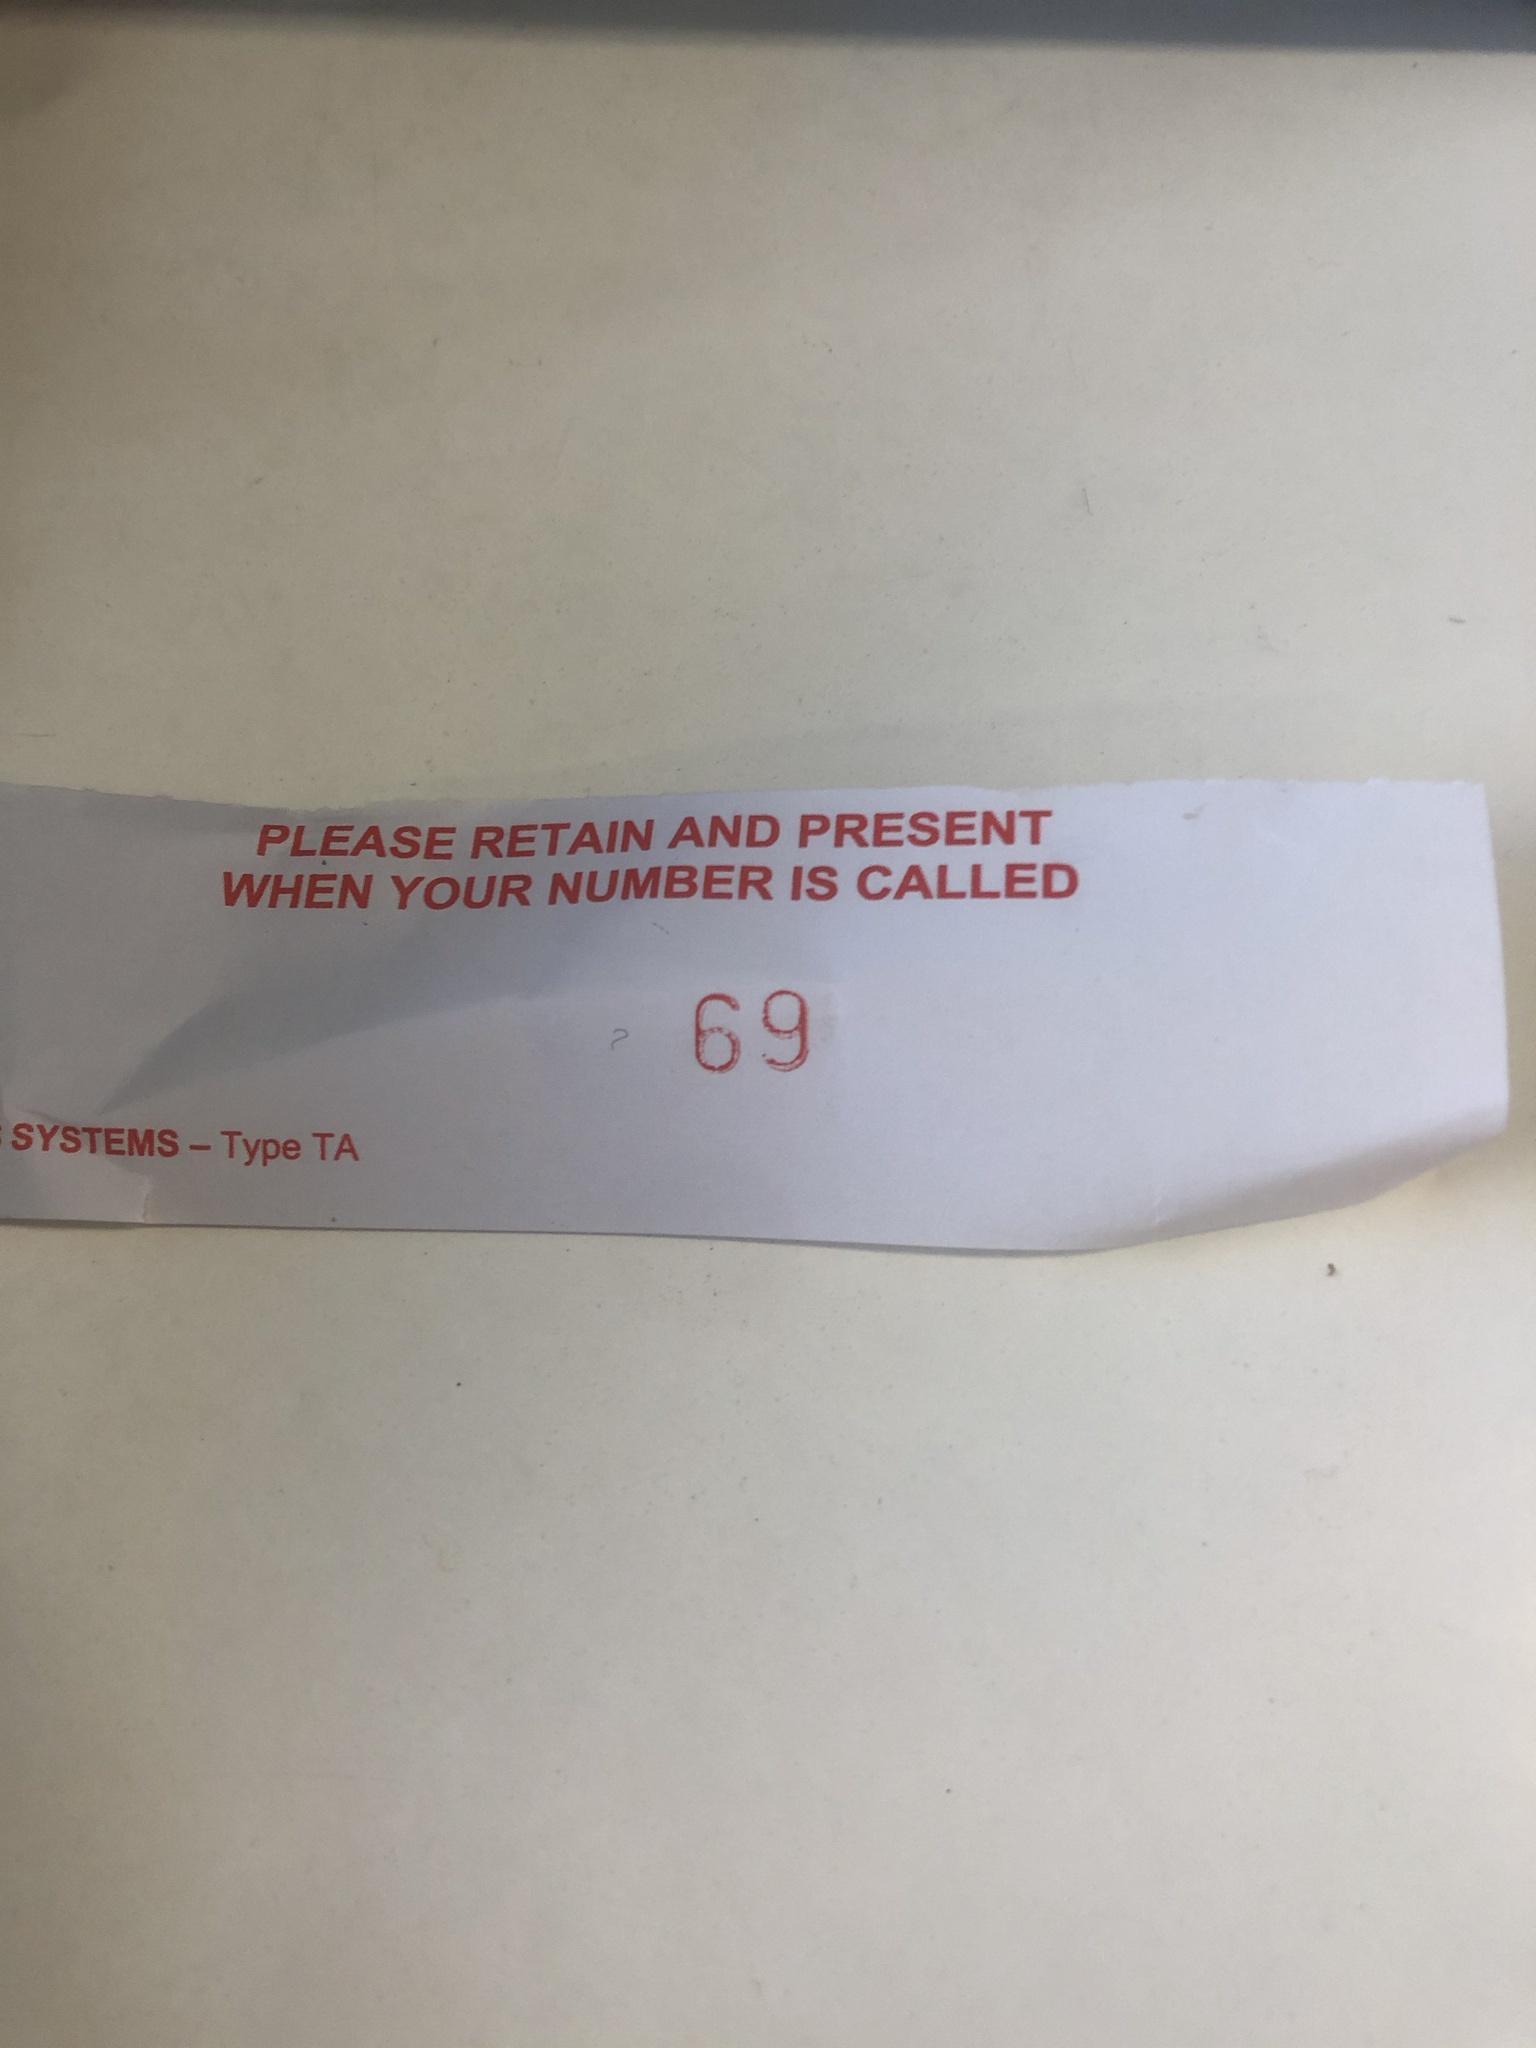 PLEASE RETAIN AND PRESENT
WHEN YOUR NUMBER IS CALLED
69
SYSTEMS – Type TA